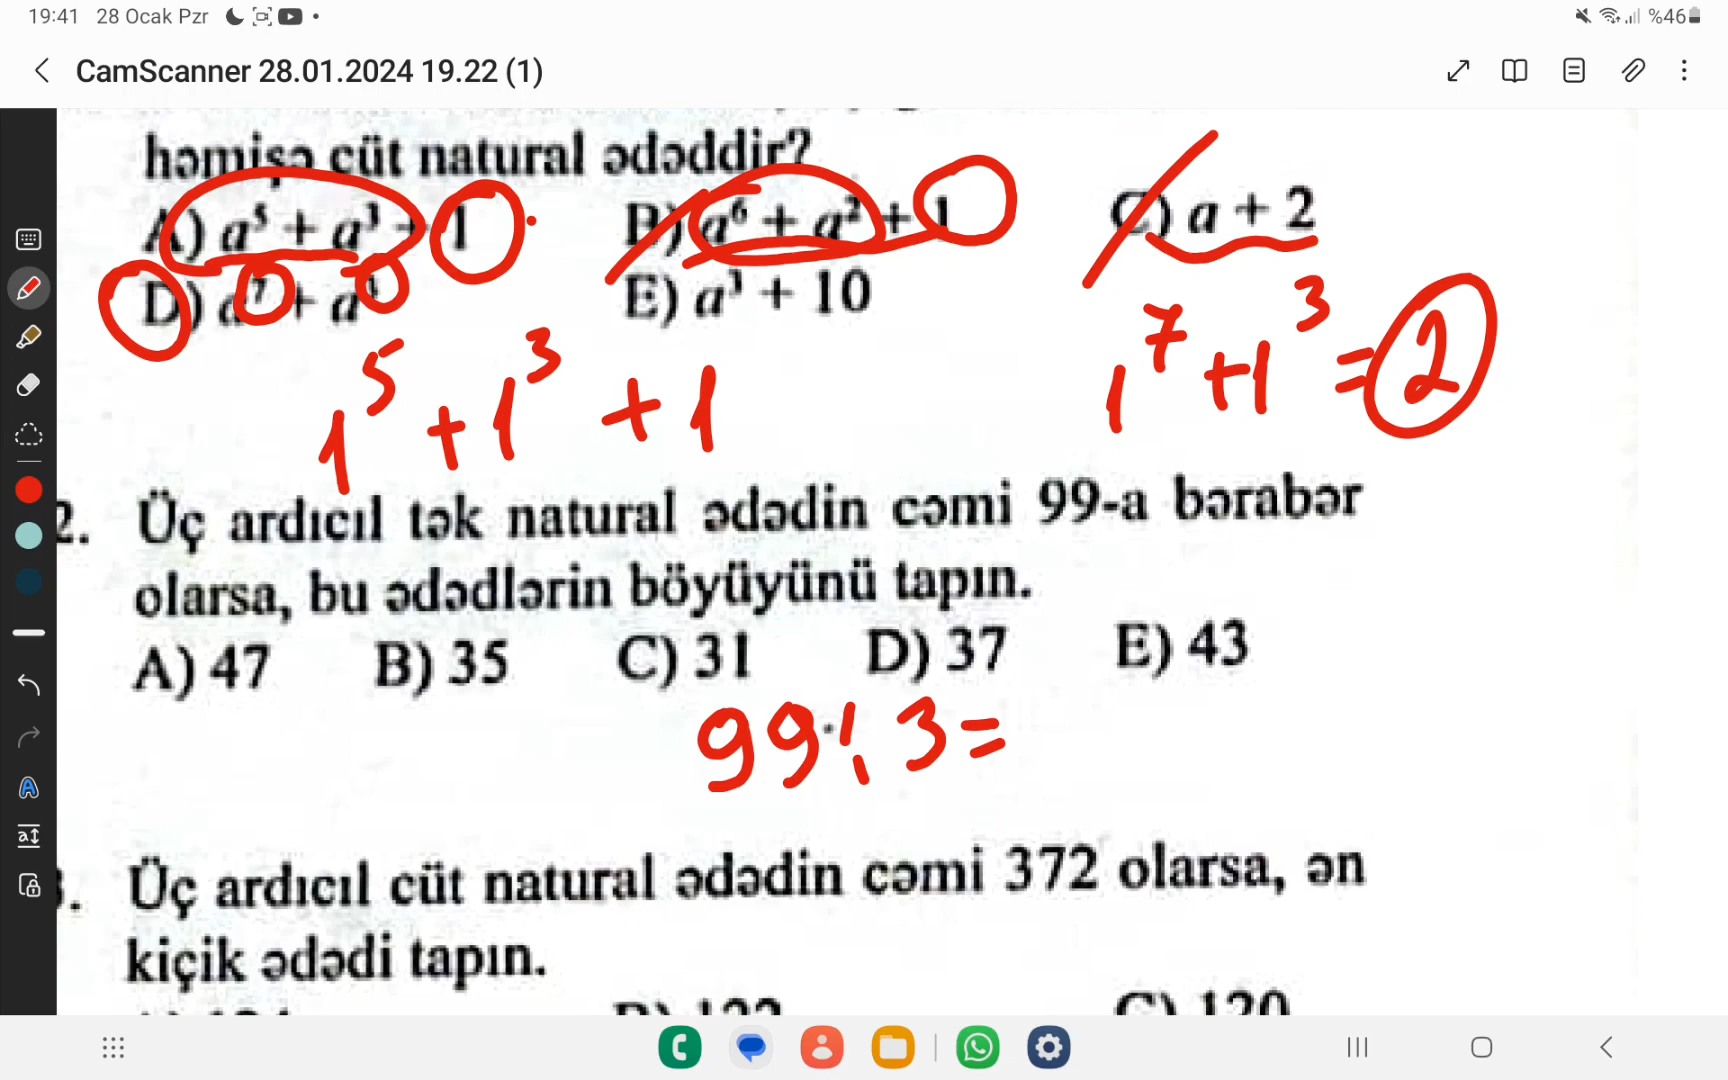 19:41 28 Ocak Pzr %46
CamScanner 28.01.2024 19.22 (1)
həmişə cüt natural ədəddir?
A) a⁵ + a³ + 1 B) a⁶ + a² + 1 C) a + 2
D) a⁷ + a³ E) a³ + 10
1⁵ + 1³ + 1 1⁷ + 1³ = 2
2. Üç ardıcıl tək natural ədədin cəmi 99-a bərabər
olarsa, bu ədədlərin böyüyünü tapın.
A) 47 B) 35 C) 31 D) 37 E) 43
99 : 3 =
3. Üç ardıcıl cüt natural ədədin cəmi 372 olarsa, ən
kiçik ədədi tapın.
B) 122 C) 120